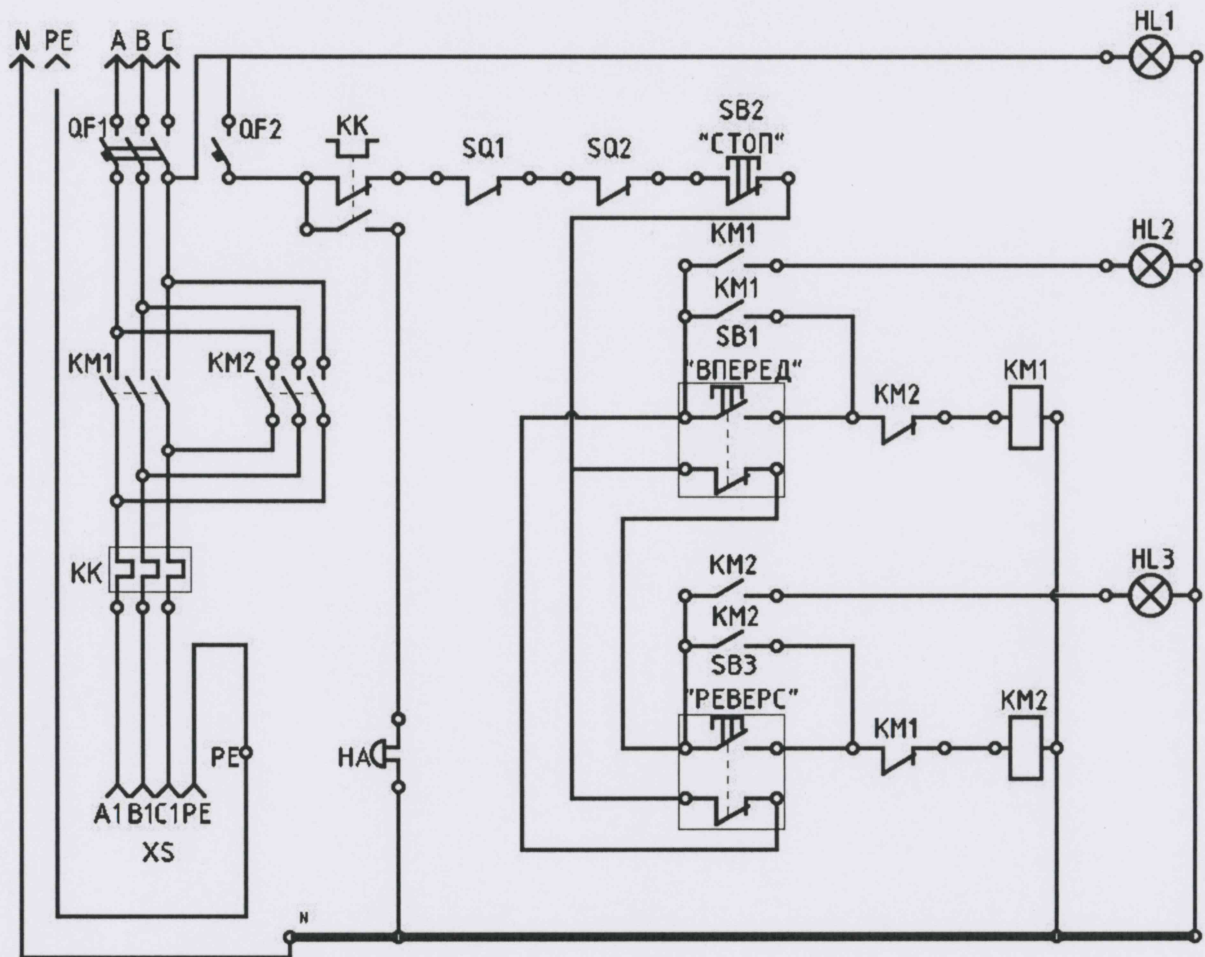 N PE A B C
HL1
QF1
QF2
KK
SQ1
SQ2
SB2
"СТОП"
KM1
HL2
KM1
SB1
"ВПЕРЕД"
KM1
KM2
KM2
KM1
KK
KM2
HL3
KM2
SB3
"РЕВЕРС"
KM1
KM2
PE
HA
A1 B1 C1 PE
XS
N